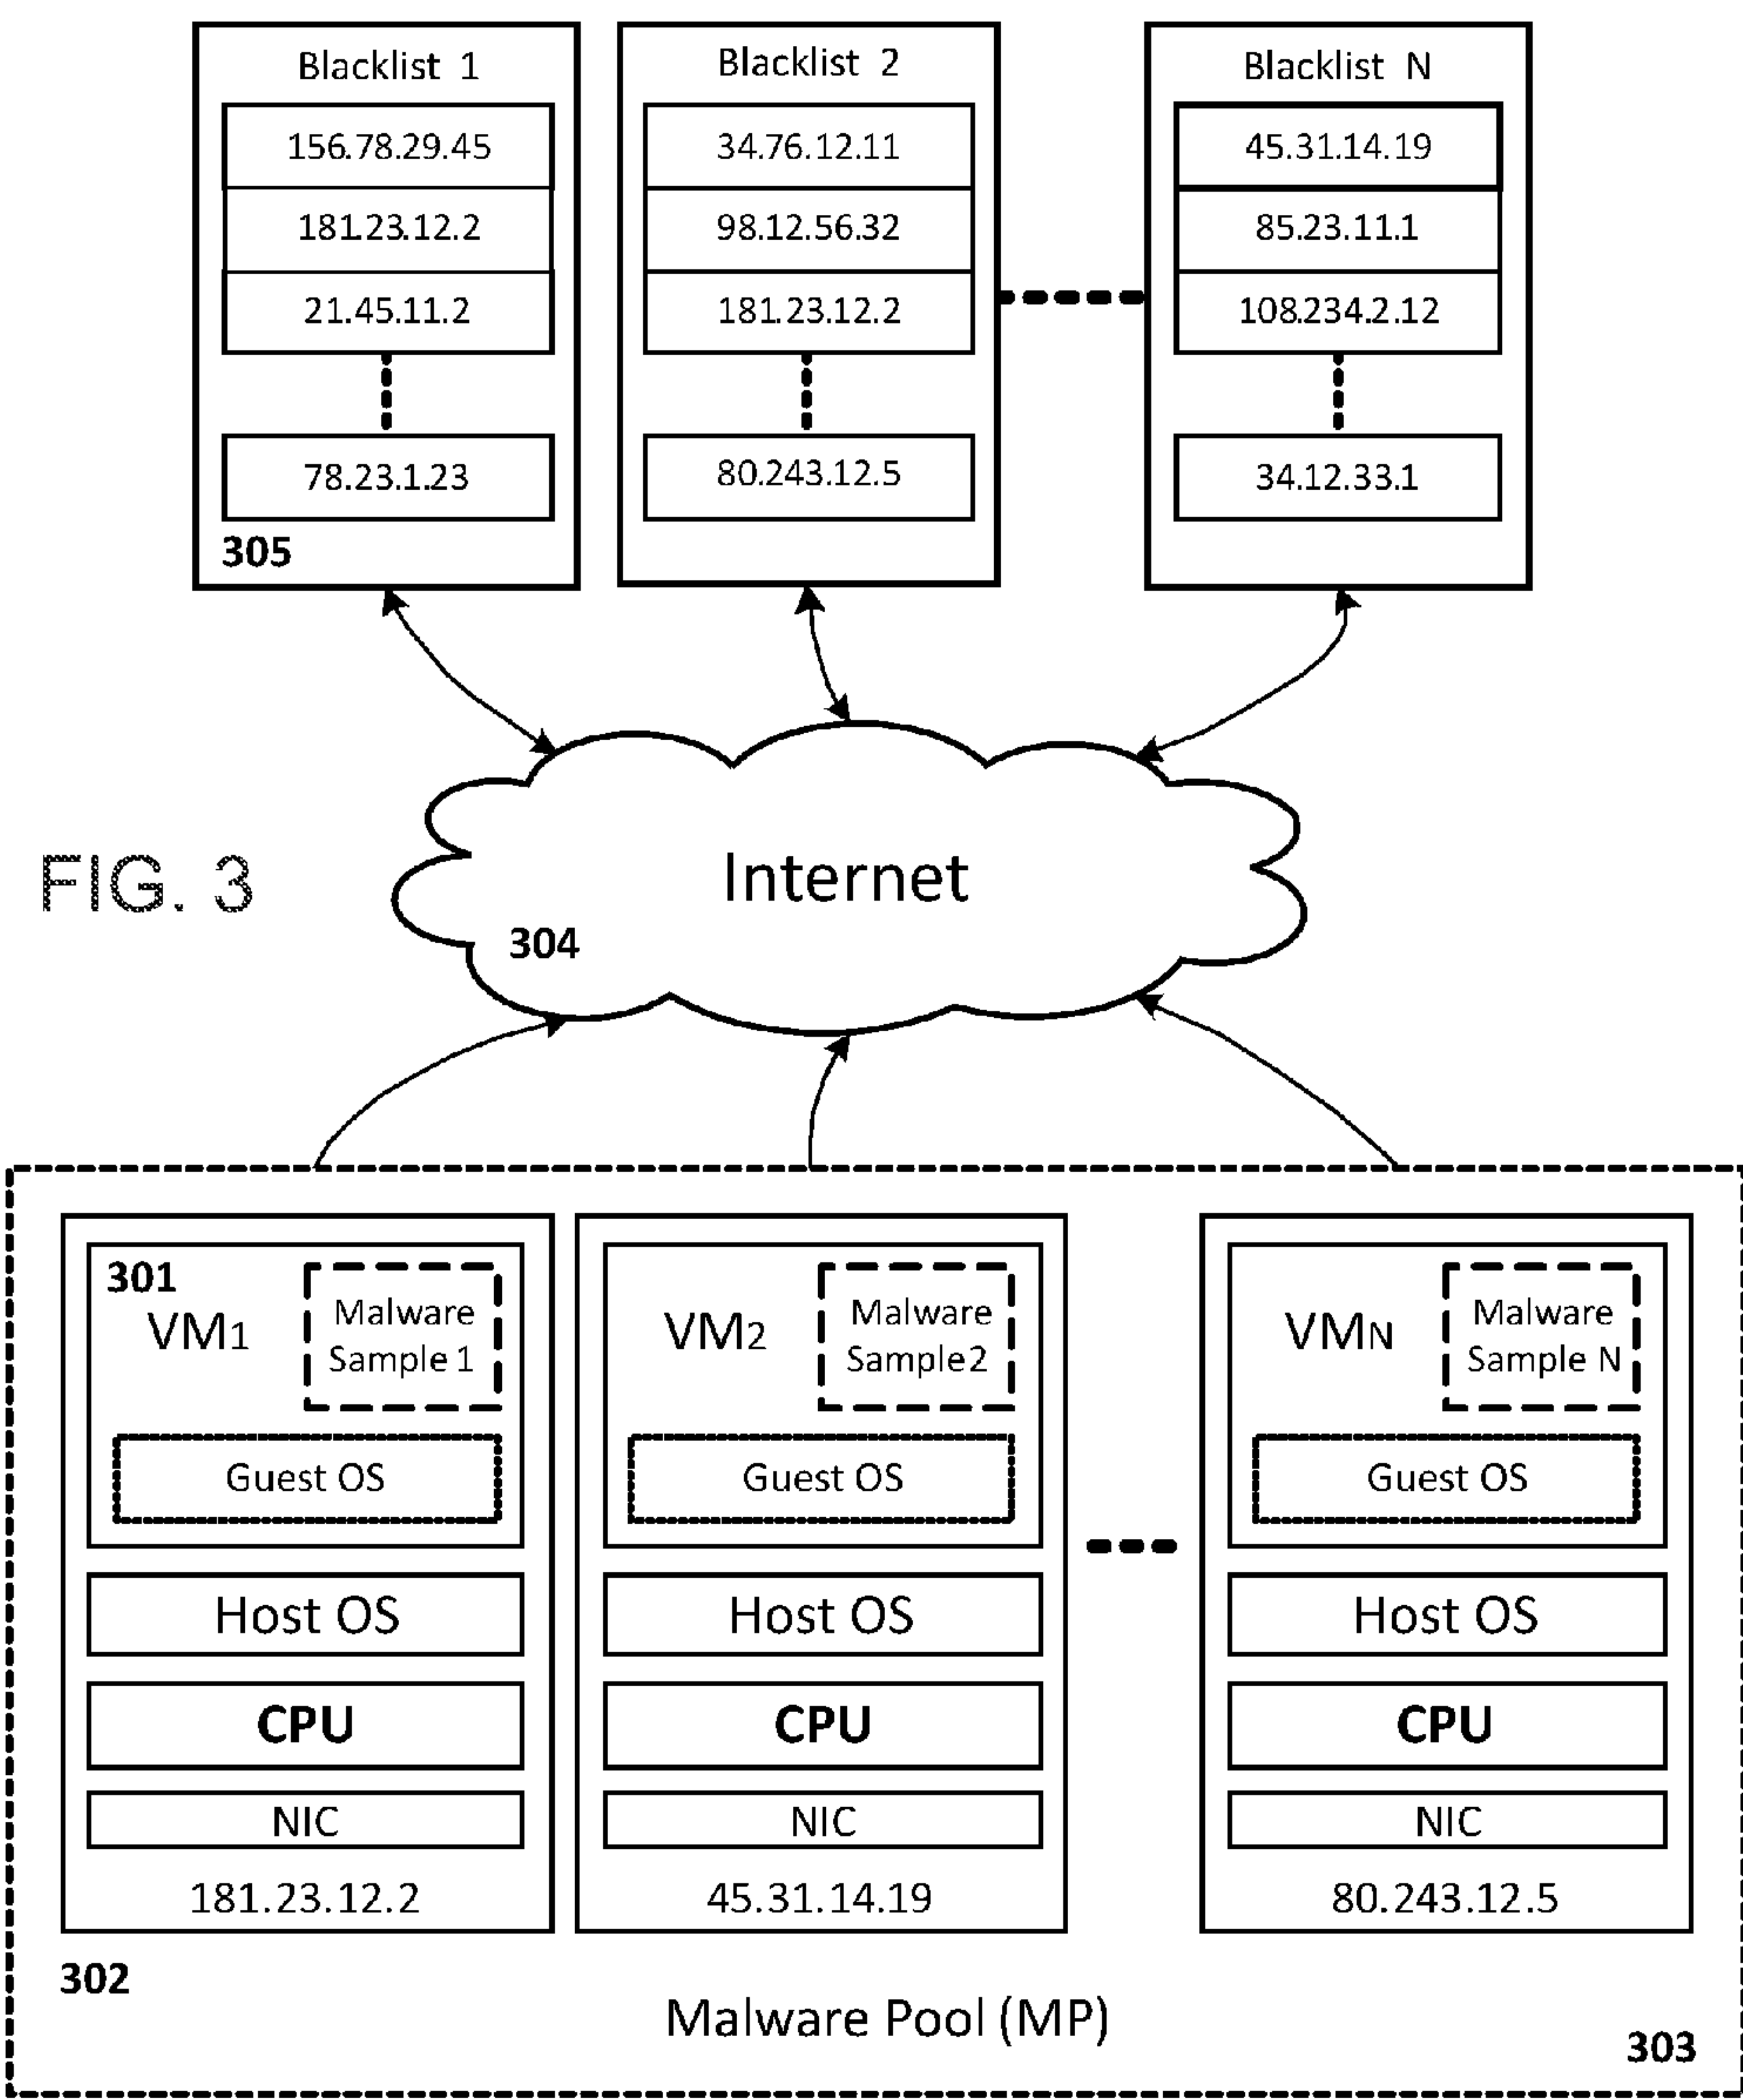 Blacklist 1
156.78.29.45
181.23.12.2
21.45.11.2
78.23.1.23
305
Blacklist 2
34.76.12.11
98.12.56.32
181.23.12.2
80.243.12.5
Blacklist N
45.31.14.19
85.23.11.1
108.234.2.12
34.12.33.1
FIG. 3
Internet
304
301
VM1
Malware
Sample 1
Guest OS
Host OS
CPU
NIC
181.23.12.2
VM2
Malware
Sample2
Guest OS
Host OS
CPU
NIC
45.31.14.19
VMN
Malware
Sample N
Guest OS
Host OS
CPU
NIC
80.243.12.5
302
Malware Pool (MP)
303